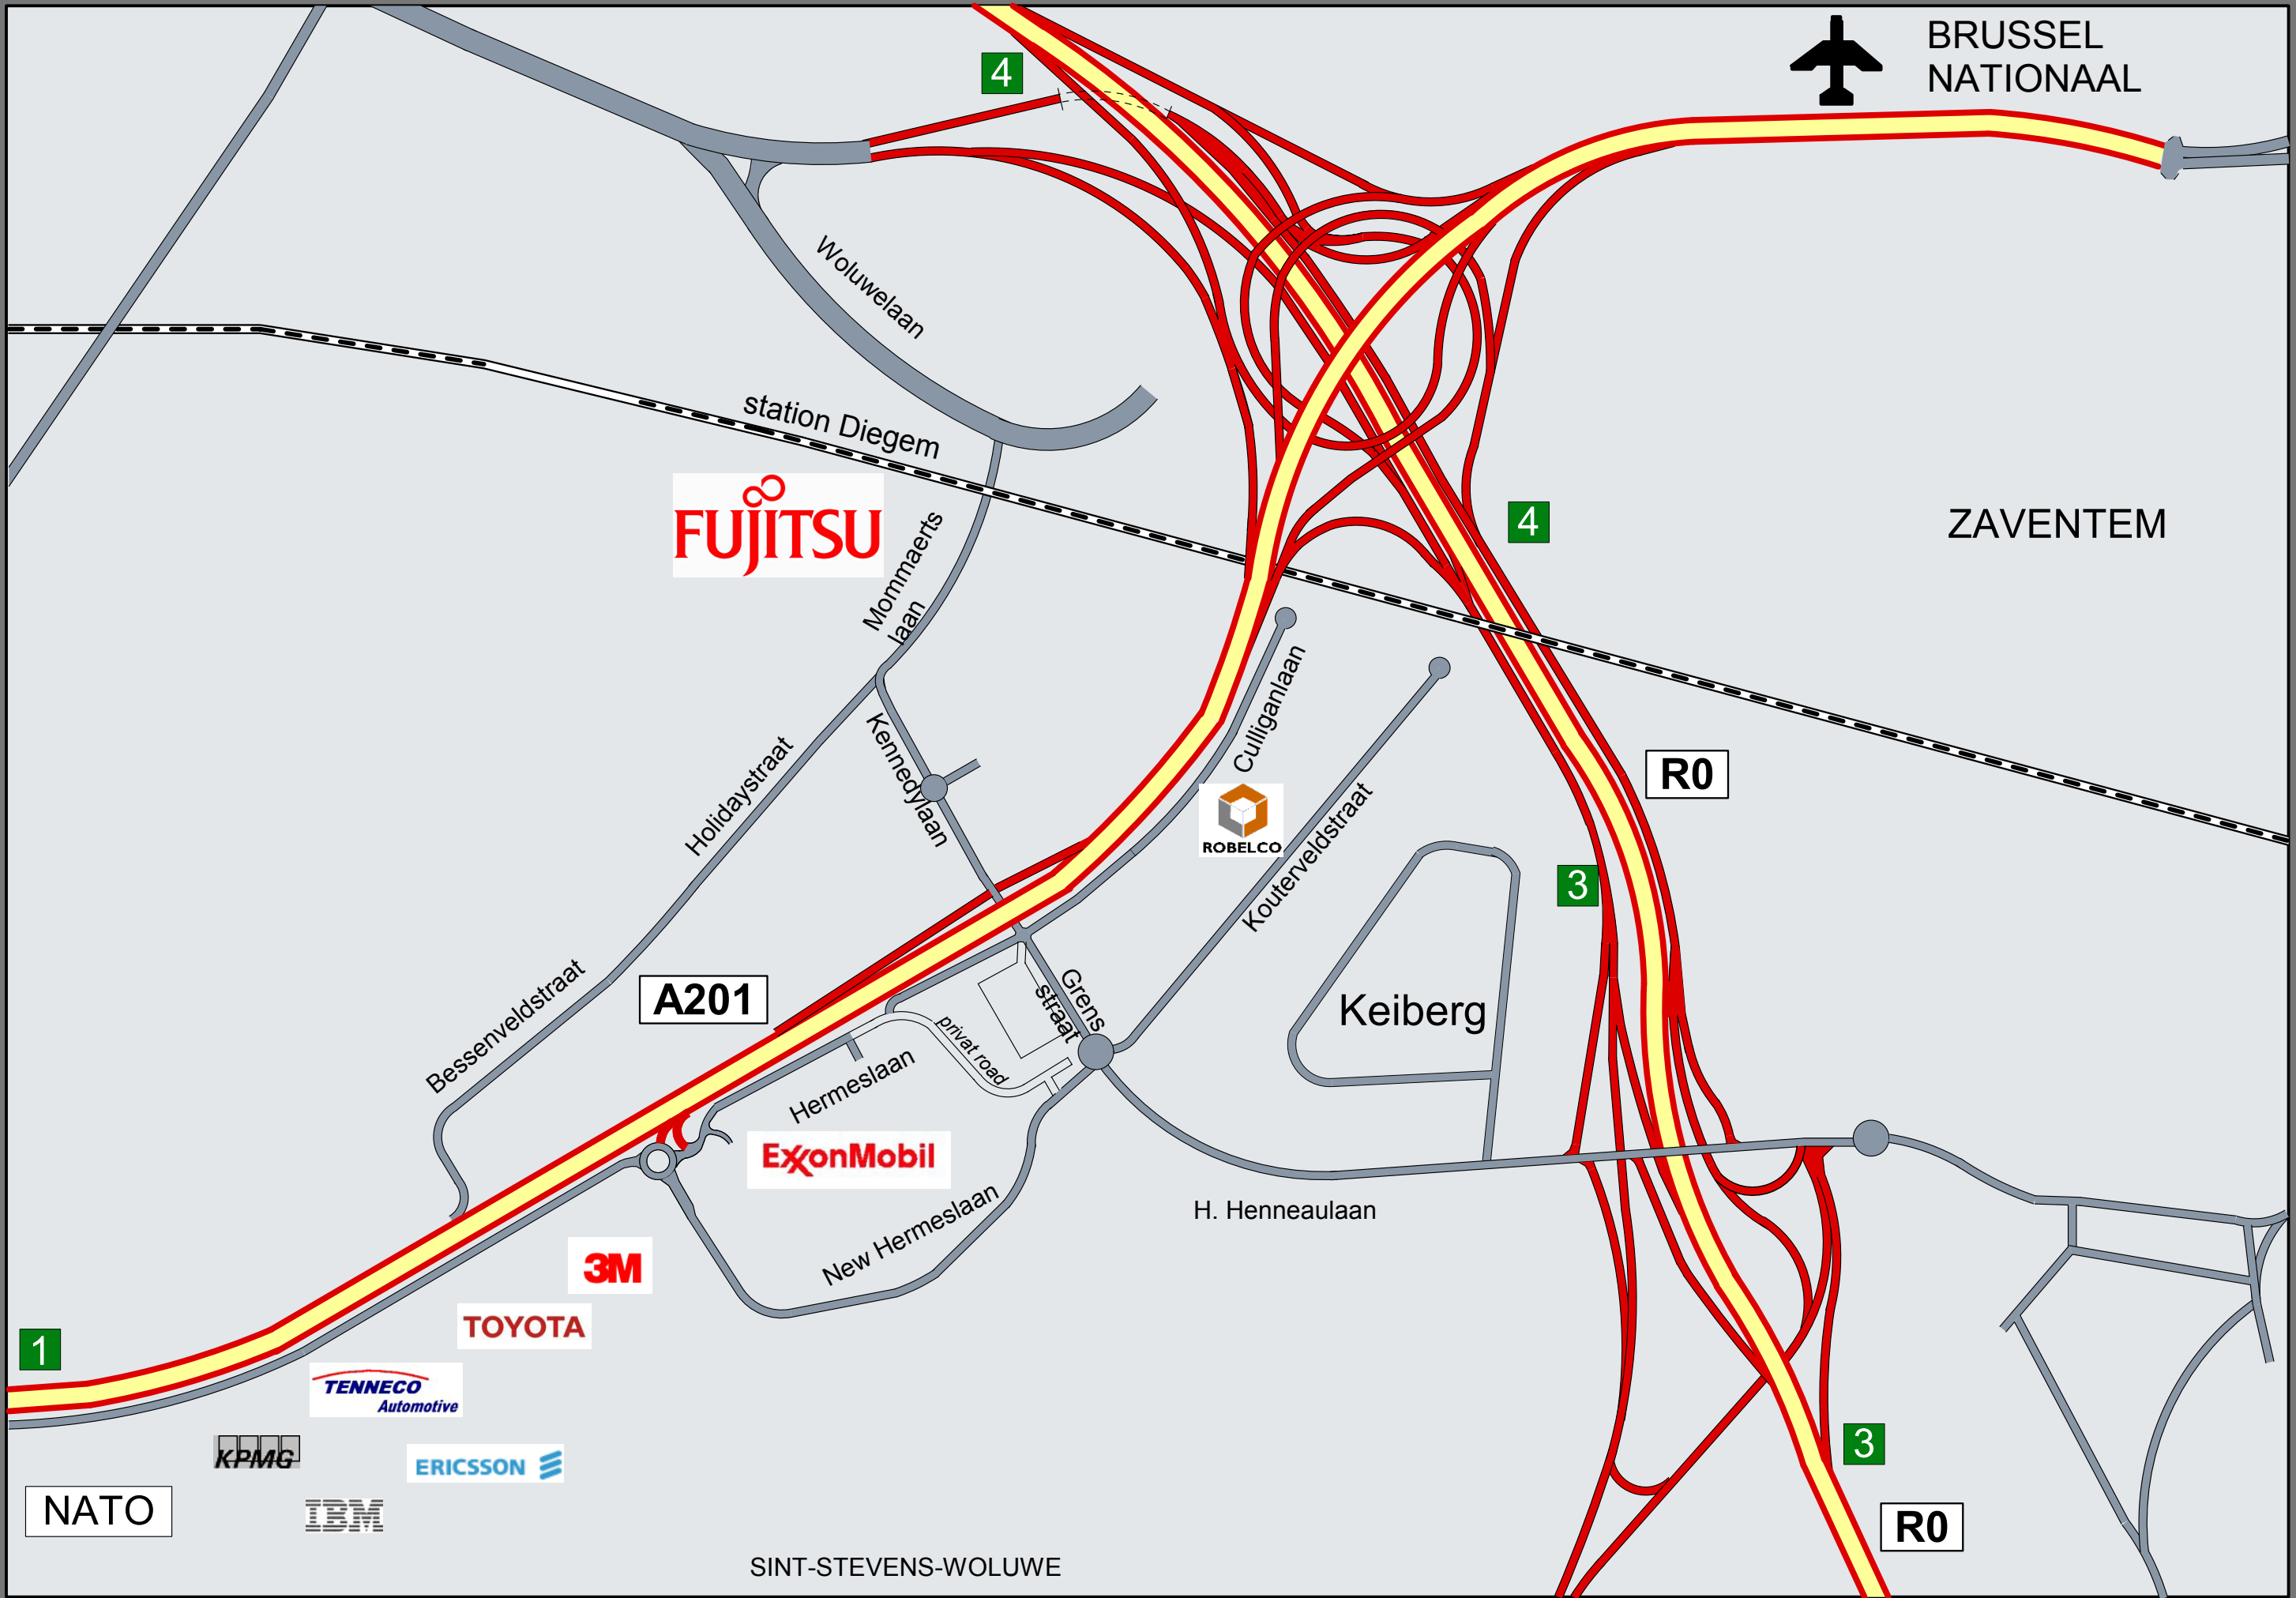 BRUSSEL
NATIONAAL
4
Woluwelaan
station Diegem
FUJITSU
Mommaerts
laan
4
ZAVENTEM
Culliganlaan
Kennedylaan
Holidaystraat
R0
ROBELCO
Kouterveldstraat
3
Bessenveldstraat
A201
Grens
straat
Keiberg
privat road
Hermeslaan
ExxonMobil
New Hermeslaan
H. Henneaulaan
3M
TOYOTA
1
TENNECO
Automotive
KPMG
ERICSSON
3
NATO
IBM
R0
SINT-STEVENS-WOLUWE